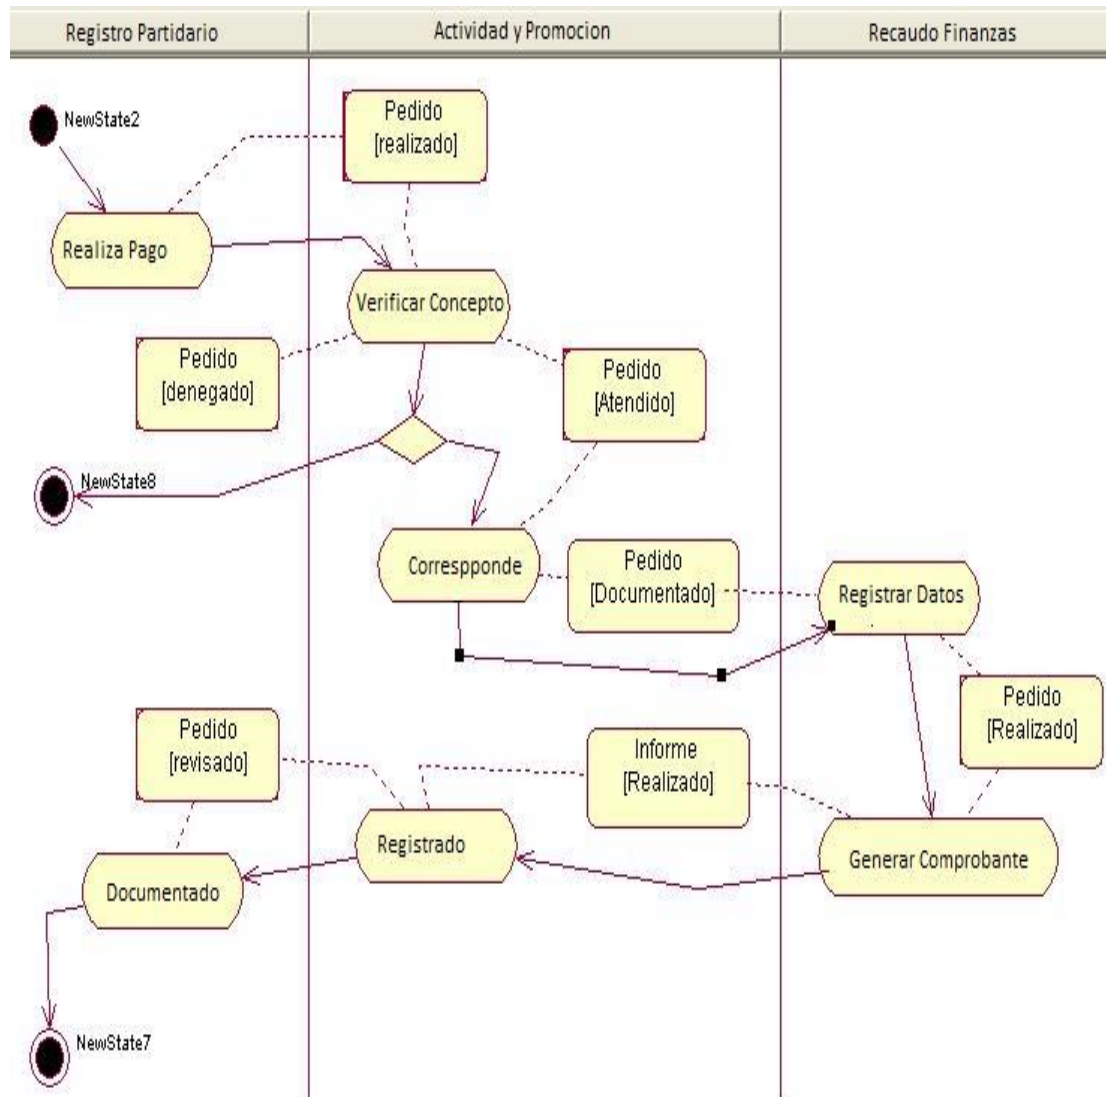 Registro Partidario
Actividad y Promocion
Recaudo Finanzas
NewState2
Pedido
[realizado]
Realiza Pago
Verificar Concepto
Pedido
[denegado]
Pedido
[Atendido]
NewState8
Correspponde
Pedido
[Documentado]
Registrar Datos
Pedido
[Realizado]
Pedido
[revisado]
Informe
[Realizado]
Registrado
Generar Comprobante
Documentado
NewState7